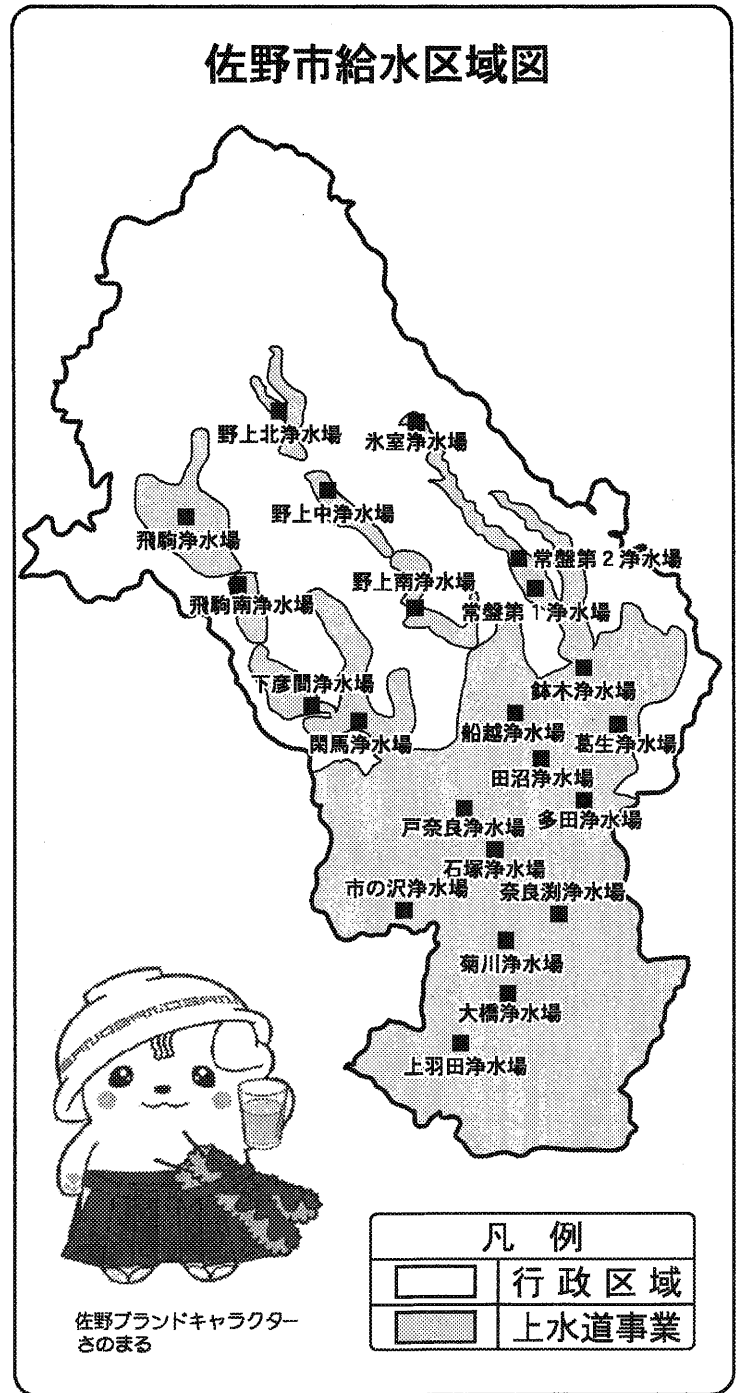 佐野市給水区域図
野上北浄水場
氷室浄水場
野上中浄水場
飛駒浄水場
常盤第2浄水場
野上南浄水場
飛駒南浄水場
常盤第1浄水場
下彦間浄水場
鉢木浄水場
閑馬浄水場
船越浄水場
葛生浄水場
田沼浄水場
戸奈良浄水場
多田浄水場
石塚浄水場
市の沢浄水場
奈良渕浄水場
菊川浄水場
大橋浄水場
上羽田浄水場
凡例
行政区域
上水道事業
佐野ブランドキャラクター
さのまる